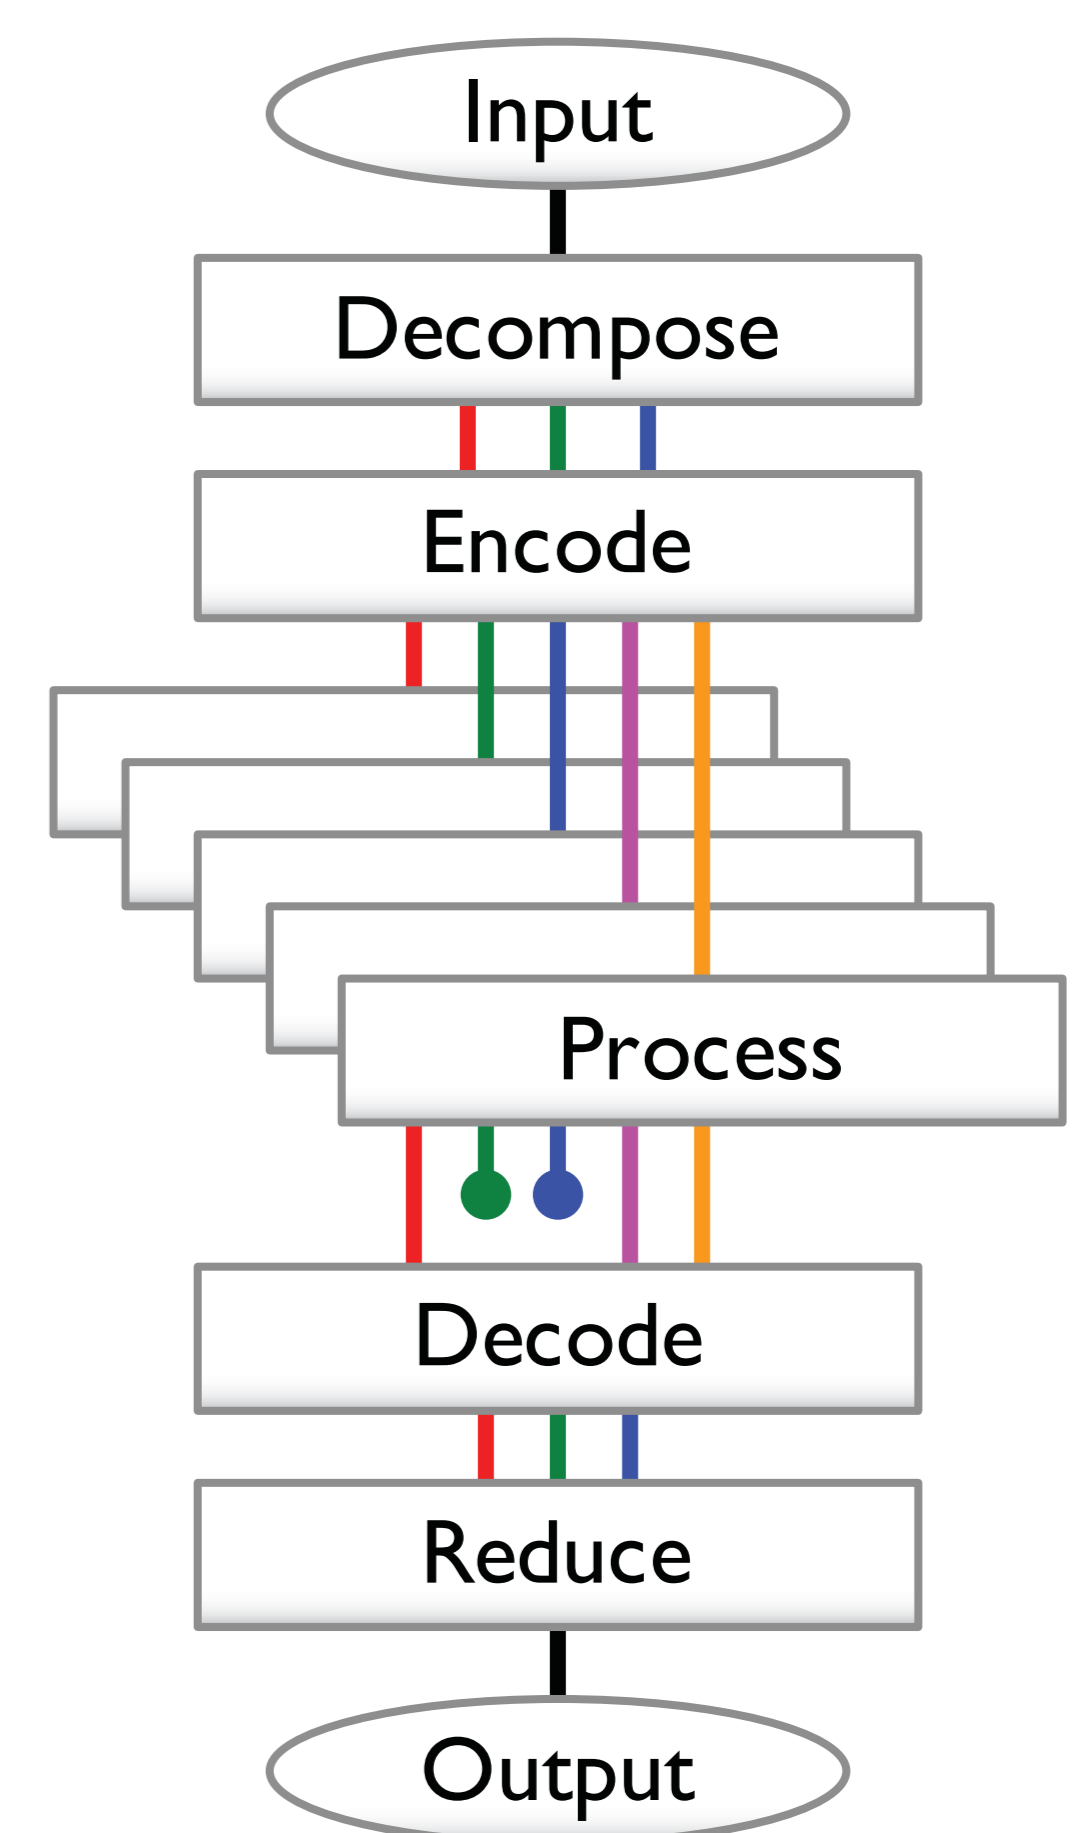 Input
Decompose
Encode
Process
Decode
Reduce
Output